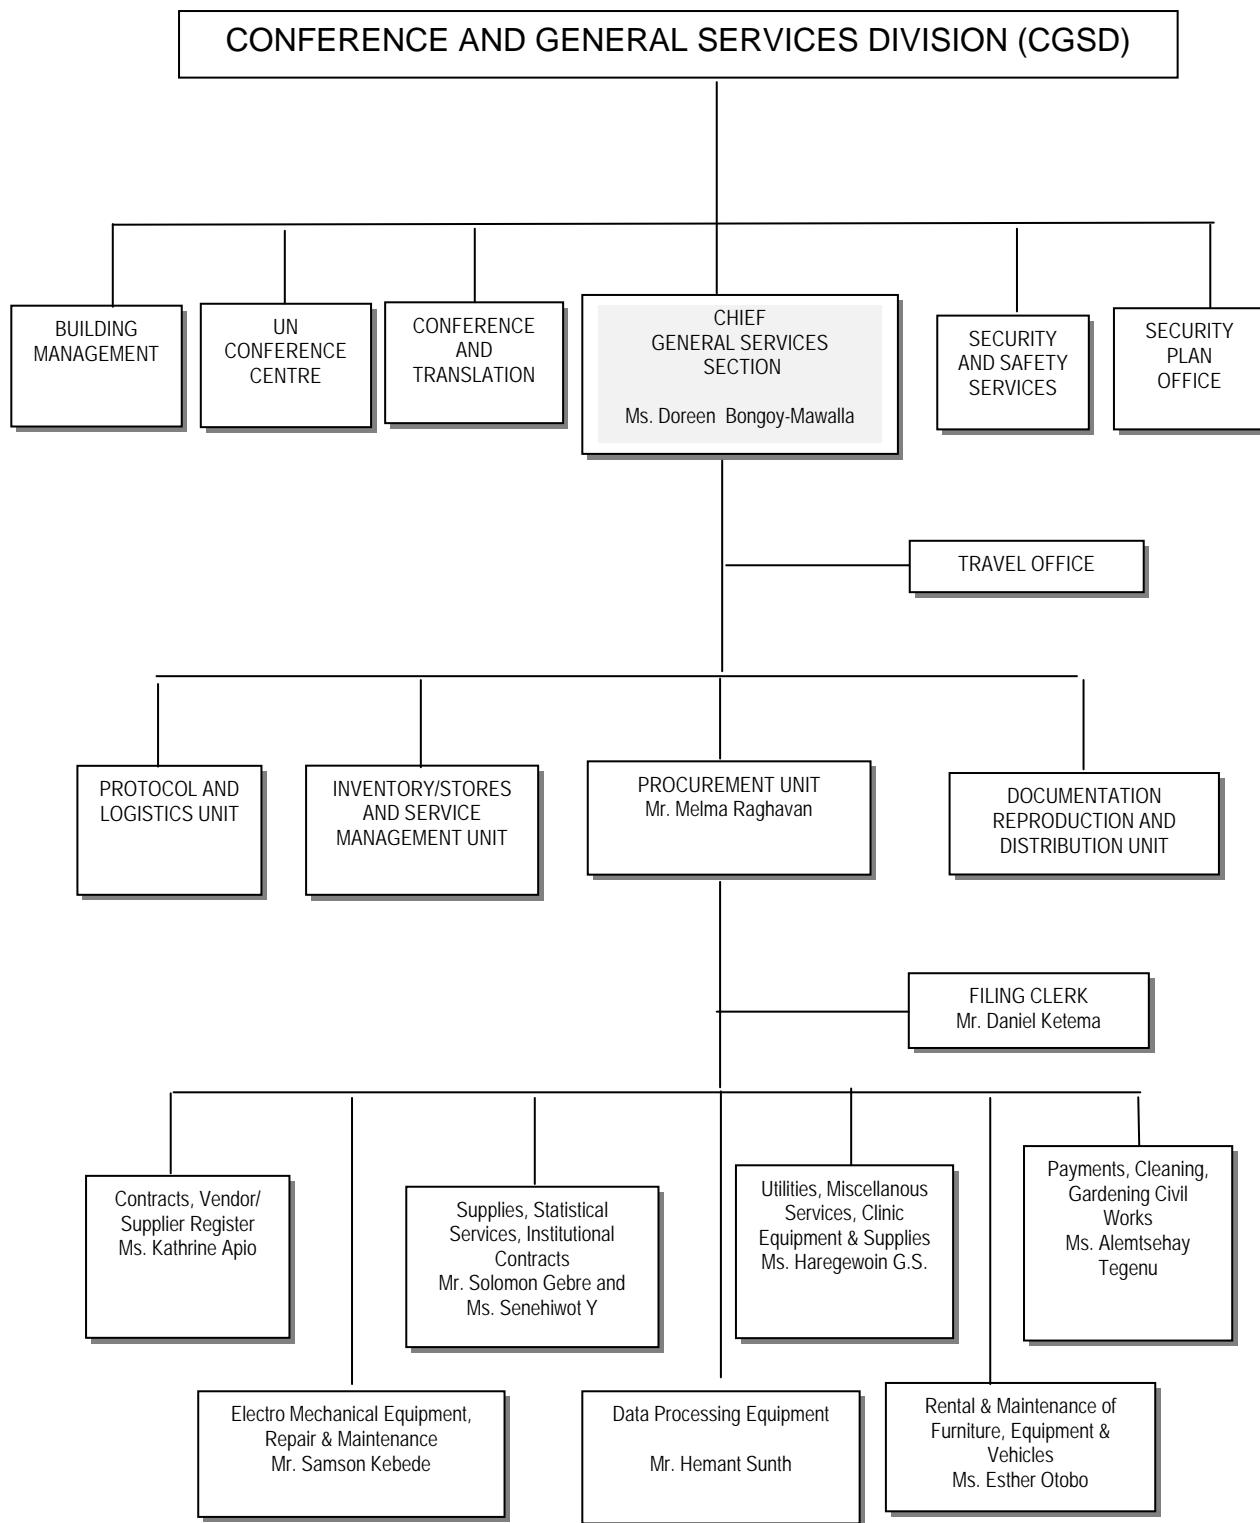 CONFERENCE AND GENERAL SERVICES DIVISION (CGSD)
BUILDING
MANAGEMENT
UN
CONFERENCE
CENTRE
CONFERENCE
AND
TRANSLATION
CHIEF
GENERAL SERVICES
SECTION
Ms. Doreen Bongoy-Mawalla
SECURITY
AND SAFETY
SERVICES
SECURITY
PLAN
OFFICE
TRAVEL OFFICE
PROTOCOL AND
LOGISTICS UNIT
INVENTORY/STORES
AND SERVICE
MANAGEMENT UNIT
PROCUREMENT UNIT
Mr. Melma Raghavan
DOCUMENTATION
REPRODUCTION AND
DISTRIBUTION UNIT
FILING CLERK
Mr. Daniel Ketema
Contracts, Vendor/
Supplier Register
Ms. Kathrine Apio
Supplies, Statistical
Services, Institutional
Contracts
Mr. Solomon Gebre and
Ms. Senehiwot Y
Utilities, Miscellanous
Services, Clinic
Equipment & Supplies
Ms. Haregewoin G.S.
Payments, Cleaning,
Gardening Civil
Works
Ms. Alemtsehay
Tegenu
Electro Mechanical Equipment,
Repair & Maintenance
Mr. Samson Kebede
Data Processing Equipment
Mr. Hemant Sunth
Rental & Maintenance of
Furniture, Equipment &
Vehicles
Ms. Esther Otobo